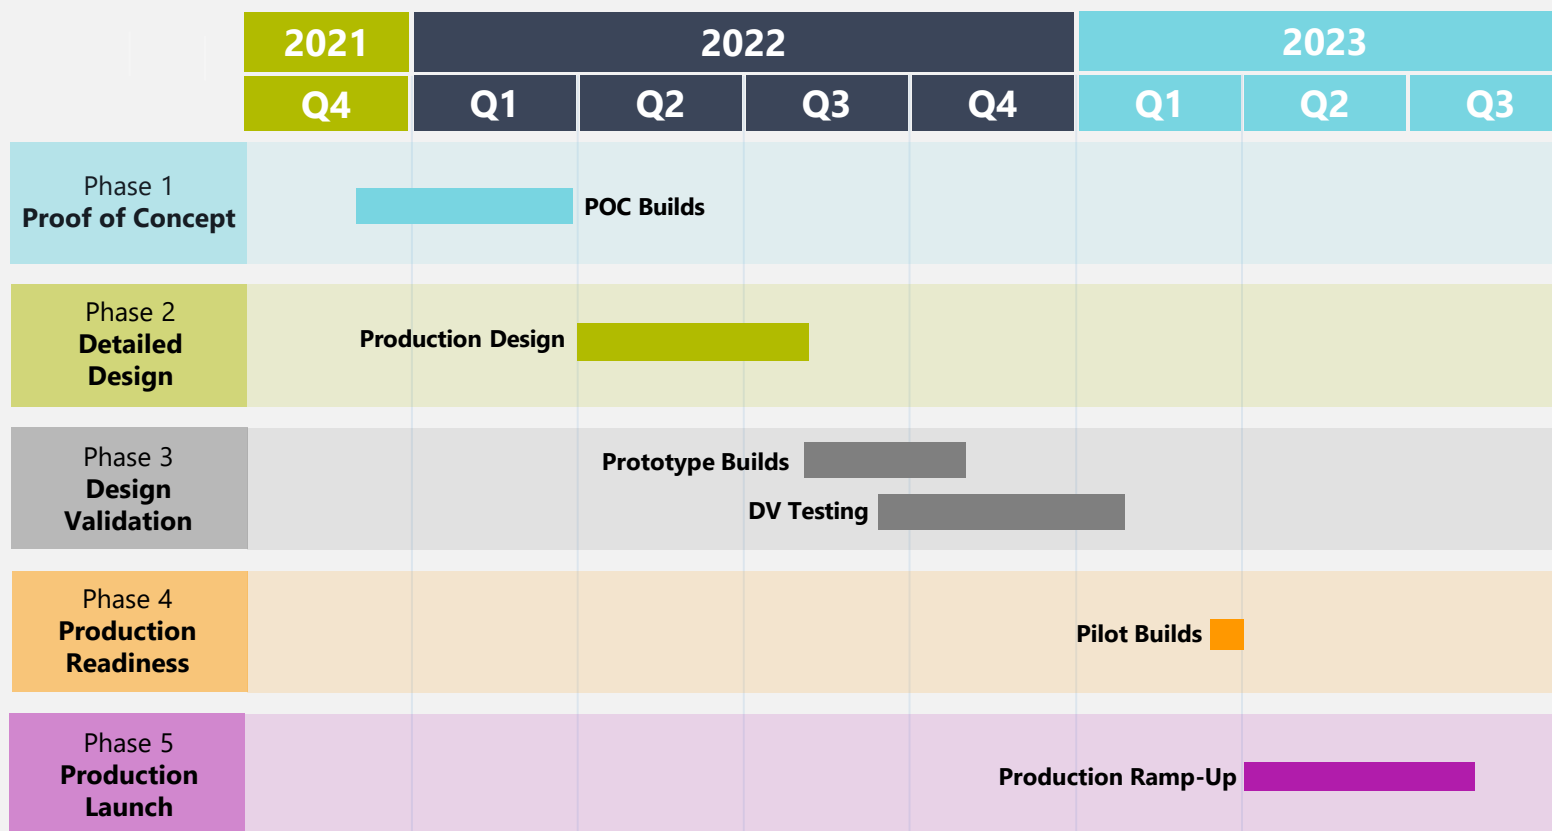 2021 2022 2023
Q4 Q1 Q2 Q3 Q4 Q1 Q2 Q3
Phase 1
Proof of Concept
POC Builds
Phase 2
Detailed
Design
Production Design
Phase 3
Design
Validation
Prototype Builds
DV Testing
Phase 4
Production
Readiness
Pilot Builds
Phase 5
Production
Launch
Production Ramp-Up